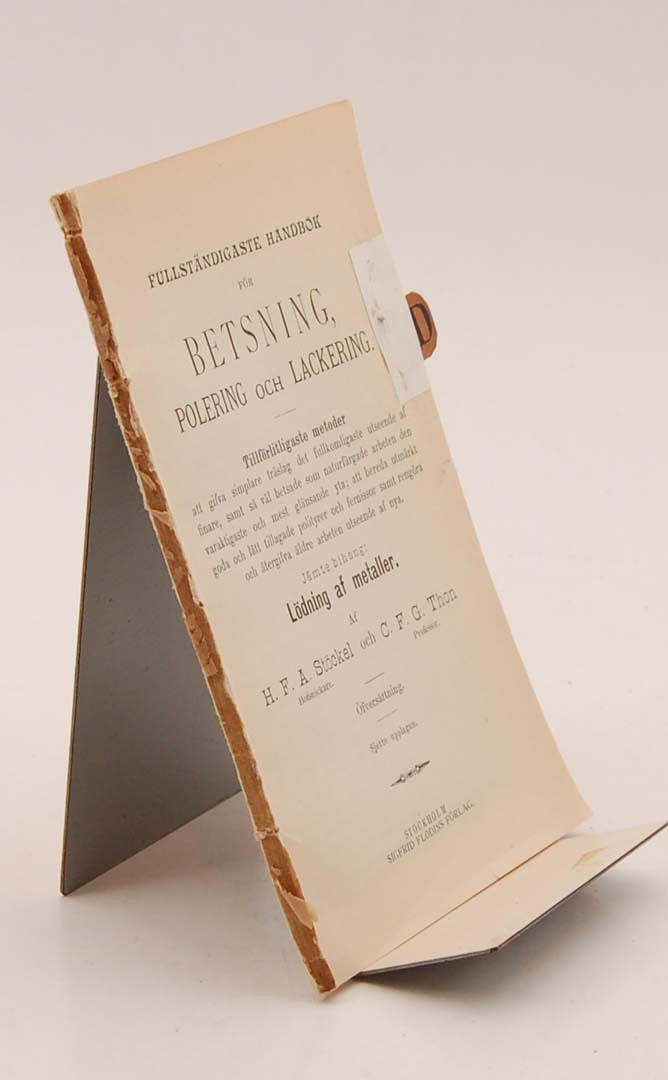 FULLSTÄNDIGASTE HANDBOK
FÖR
BETSNING,
POLERING OCH LACKERING.
Tillförlitligaste metoder
att gifva simplare träslag det fullkomligaste utseende af
finare, samt så väl betsade som naturfärgade arbeten den
varaktigaste och mest glänsande yta; att bereda utmärkt
goda och lätt tillagade polityrer och fernissor samt rengöra
och återgifva äldre arbeten utseende af nya.
Jämte bihang:
Lödning af metaller.
Af
H. F. A. Stöckel och C. F. G. Thon
Hofsnickare. Professor.
Öfversättning.
Sjette upplagan.
STOCKHOLM
SIGFRID FLODINS FÖRLAG.
D